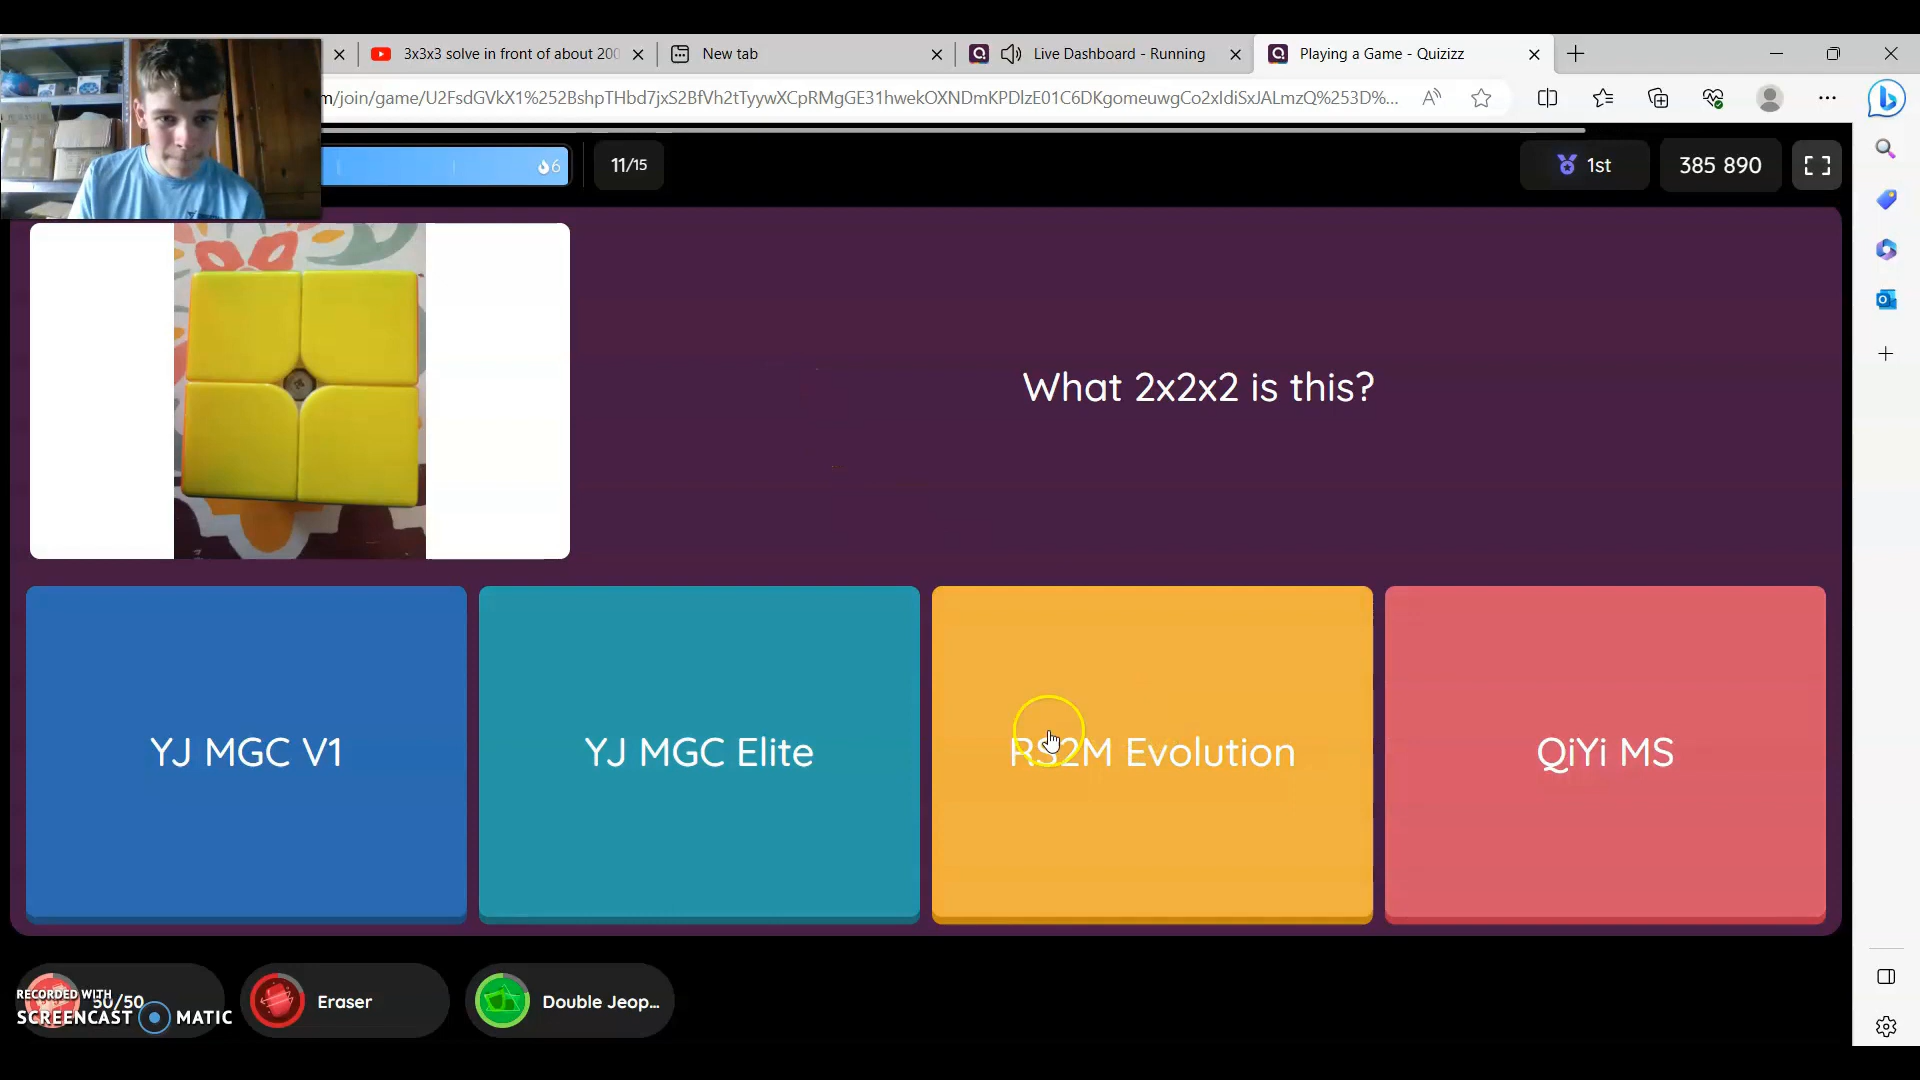 3x3x3 solve in front of about 200
New tab
Live Dashboard - Running
Playing a Game - Quizizz
m/join/game/U2FsdGVkX1%252BshpTHbd7jxS2BfVh2tTyywXCpRMgGE31hwekOXNDmKPDlzE01C6DKgomeuwgCo2xIdiSxJALmzQ%253D%...
6
11/15
1st
385 890
What 2x2x2 is this?
YJ MGC V1
YJ MGC Elite
RS2M Evolution
QiYi MS
50/50
Eraser
Double Jeop...
RECORDED WITH
SCREENCAST MATIC